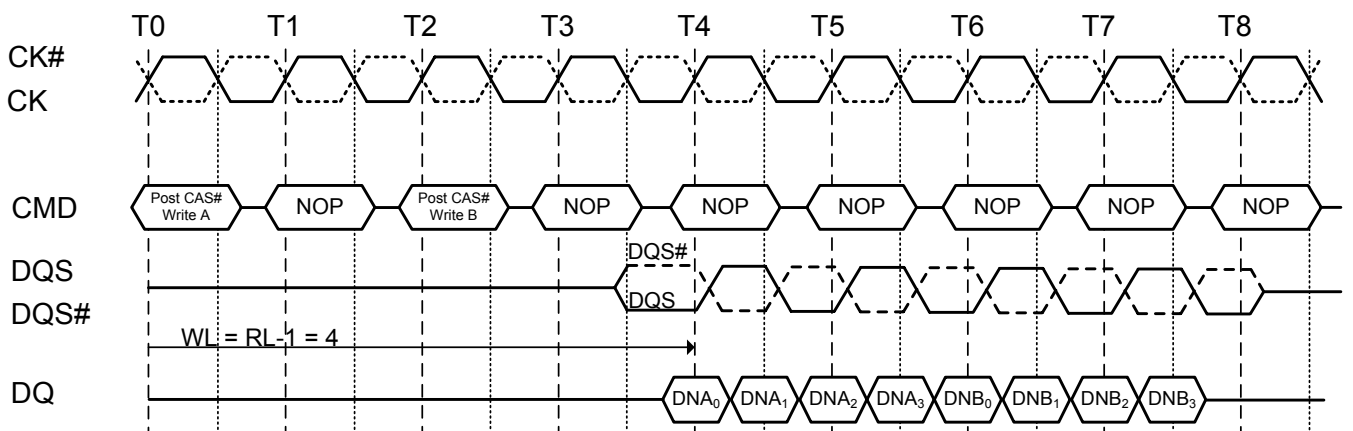 T0 T1 T2 T3 T4 T5 T6 T7 T8
CK#
CK
CMD
Post CAS# Write A
NOP
Post CAS# Write B
NOP
NOP
NOP
NOP
NOP
NOP
DQS
DQS#
DQS#
DQS
WL = RL-1 = 4
DQ
DNA₀ DNA₁ DNA₂ DNA₃ DNB₀ DNB₁ DNB₂ DNB₃